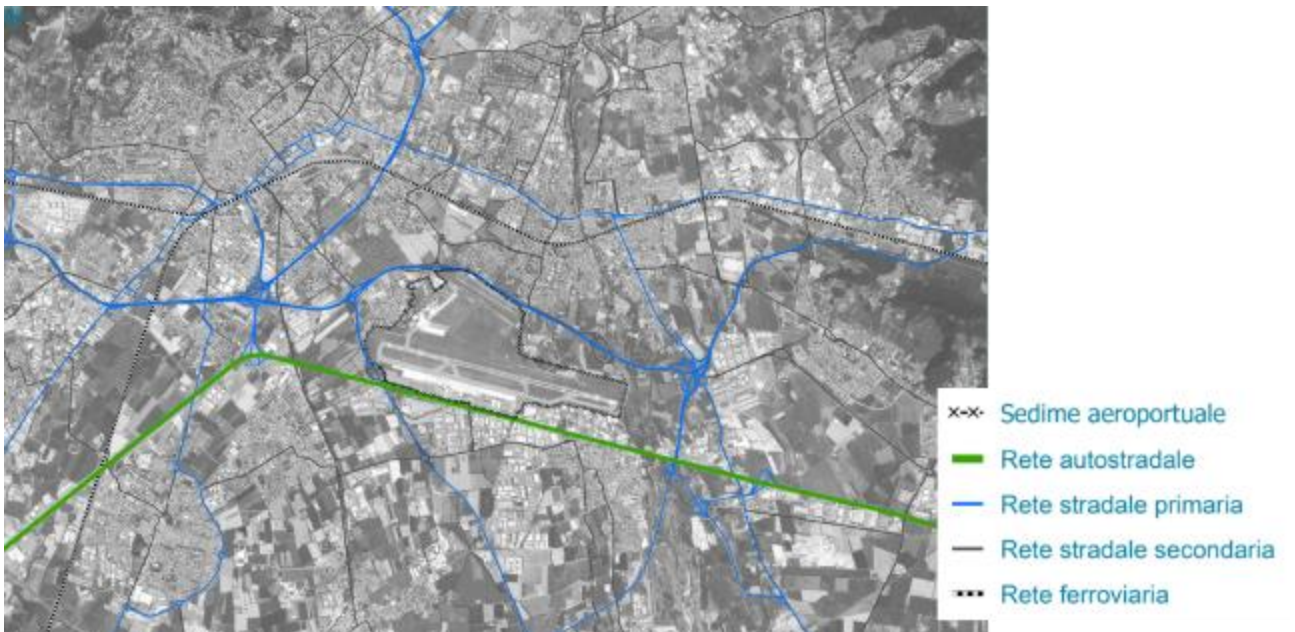 Sedime aeroportuale
Rete autostradale
Rete stradale primaria
Rete stradale secondaria
Rete ferroviaria